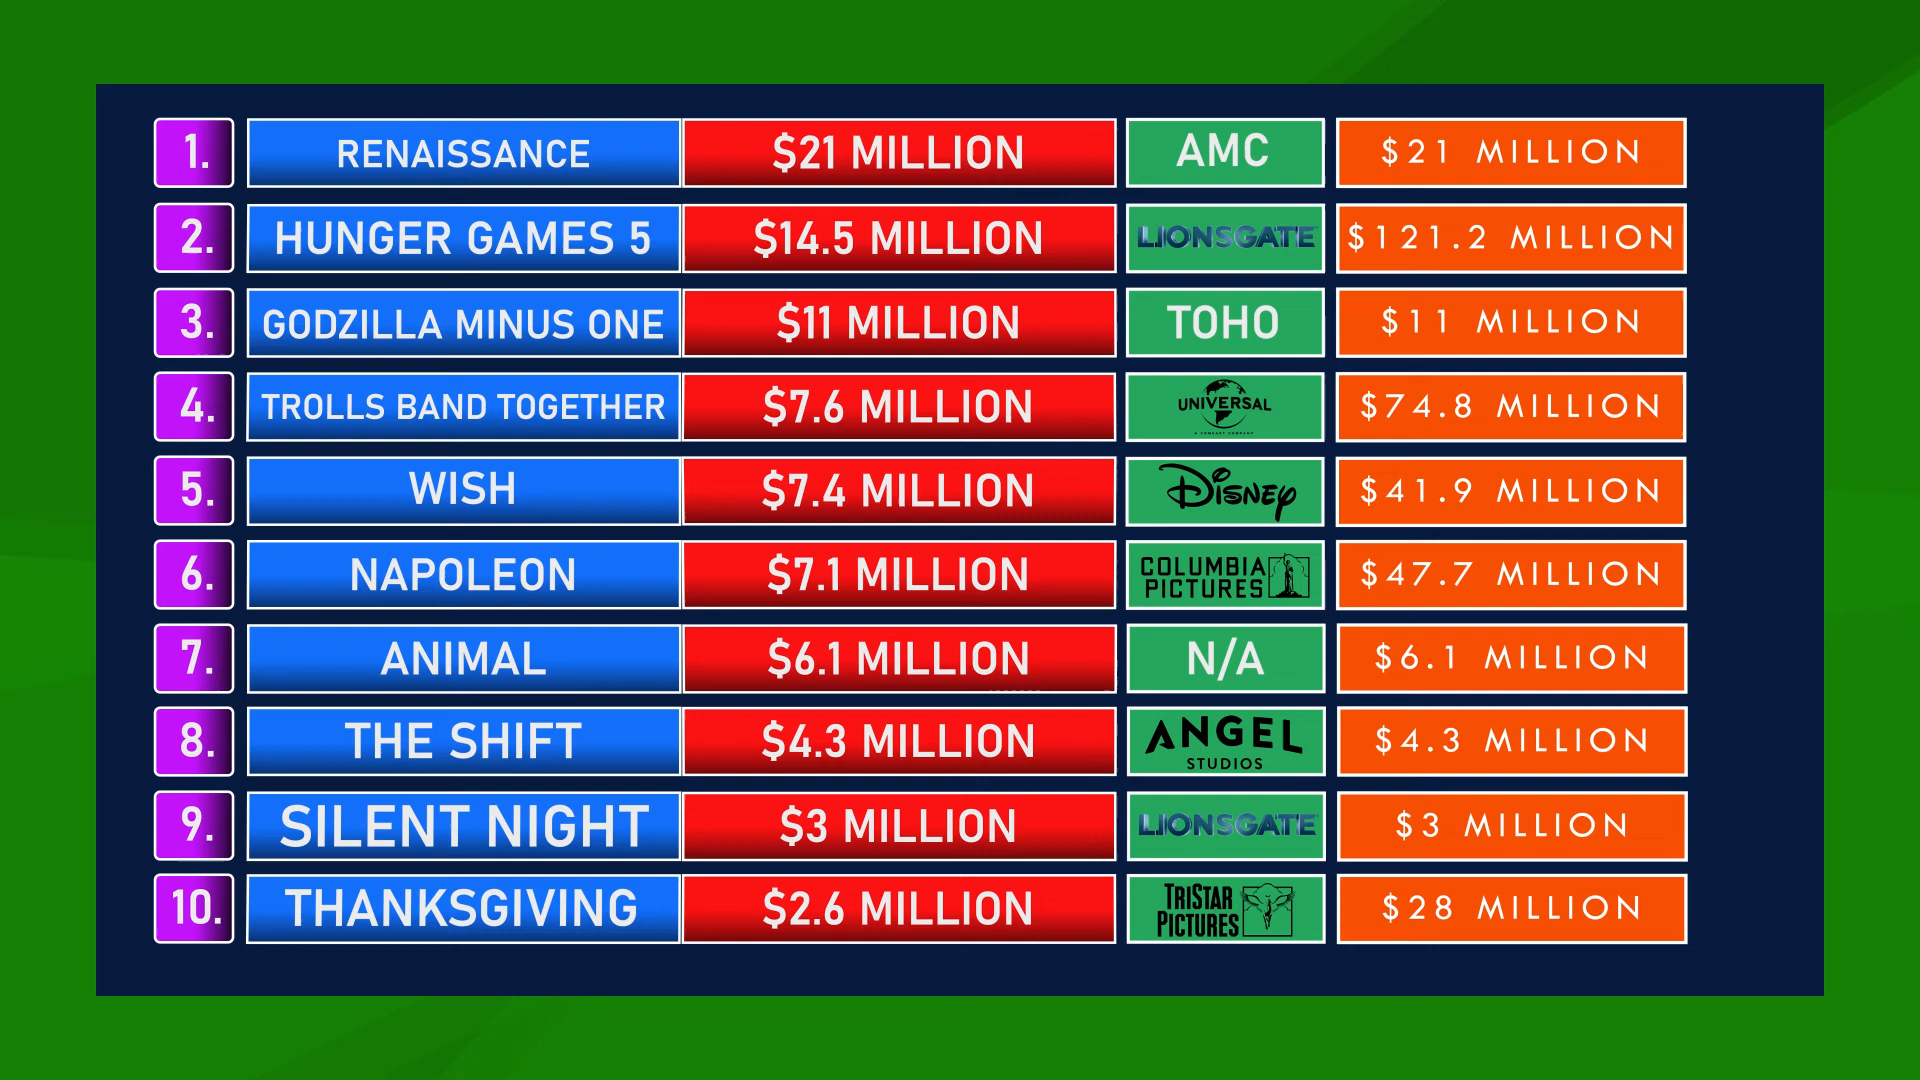 1. RENAISSANCE $21 MILLION AMC $21 MILLION
2. HUNGER GAMES 5 $14.5 MILLION LIONSGATE $121.2 MILLION
3. GODZILLA MINUS ONE $11 MILLION TOHO $11 MILLION
4. TROLLS BAND TOGETHER $7.6 MILLION UNIVERSAL A COMCAST COMPANY $74.8 MILLION
5. WISH $7.4 MILLION DISNEY $41.9 MILLION
6. NAPOLEON $7.1 MILLION COLUMBIA PICTURES $47.7 MILLION
7. ANIMAL $6.1 MILLION N/A $6.1 MILLION
8. THE SHIFT $4.3 MILLION ANGEL STUDIOS $4.3 MILLION
9. SILENT NIGHT $3 MILLION LIONSGATE $3 MILLION
10. THANKSGIVING $2.6 MILLION TRISTAR PICTURES $28 MILLION